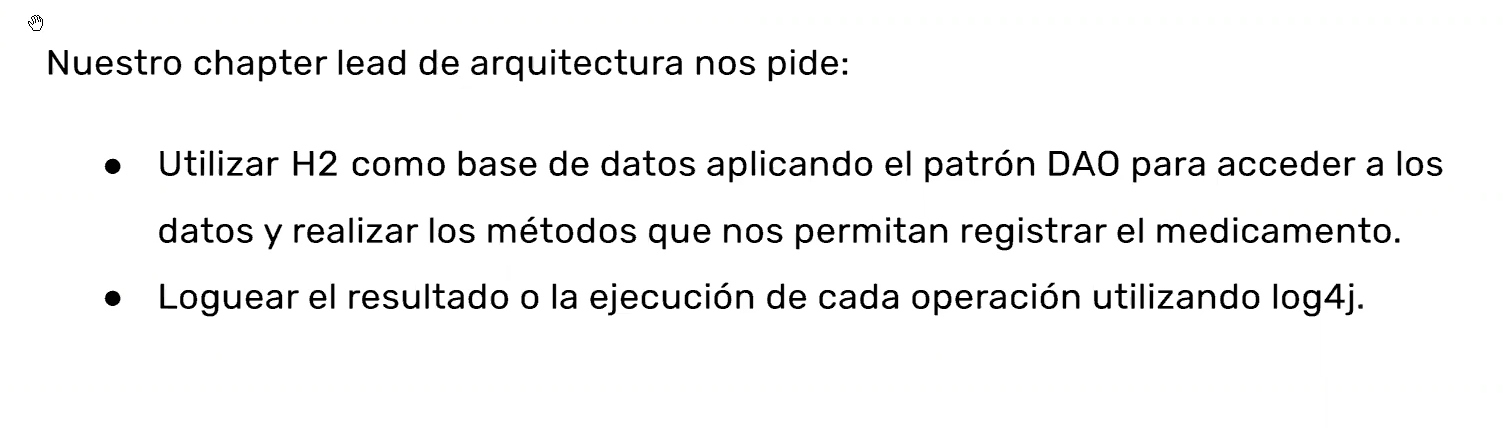 Nuestro chapter lead de arquitectura nos pide:
● Utilizar H2 como base de datos aplicando el patrón DAO para acceder a los
datos y realizar los métodos que nos permitan registrar el medicamento.
● Loguear el resultado o la ejecución de cada operación utilizando log4j.